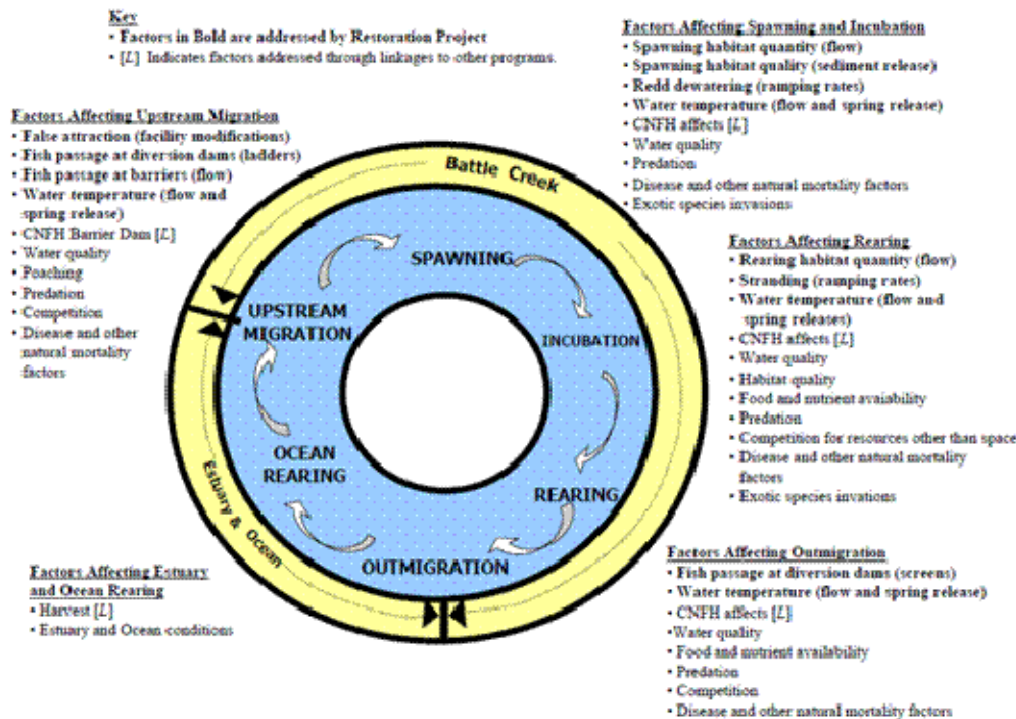 Key
• Factors in Bold are addressed by Restoration Project
• [L] Indicates factors addressed through linkages to other programs.
Factors Affecting Upstream Migration
• False attraction (facility modifications)
• Fish passage at diversion dams (ladders)
• Fish passage at barriers (flow)
• Water temperature (flow and
spring release)
• CNFH Barrier Dam [L]
• Water quality
• Poaching
• Predation
• Competition
• Disease and other
natural mortality
factors
Factors Affecting Spawning and Incubation
• Spawning habitat quantity (flow)
• Spawning habitat quality (sediment release)
• Redd dewatering (ramping rates)
• Water temperature (flow and spring release)
• CNFH affects [L]
• Water quality
• Predation
• Disease and other natural mortality factors
• Exotic species invasions
Factors Affecting Rearing
• Rearing habitat quantity (flow)
• Stranding (ramping rates)
• Water temperature (flow and
spring releases)
• CNFH affects [L]
• Water quality
• Habitat quality
• Food and nutrient avaiability
• Predation
• Competition for resources other than space
• Disease and other natural mortality
factors
• Exotic species invations
Factors Affecting Outmigration
• Fish passage at diversion dams (screens)
• Water temperature (flow and spring release)
• CNFH affects [L]
• Water quality
• Food and nutrient availability
• Predation
• Competition
• Disease and other natural mortality factors
Factors Affecting Estuary
and Ocean Rearing
• Harvest [L]
• Estuary and Ocean conditions
Battle Creek
Estuary & Ocean
SPAWNING
INCUBATION
REARING
OUTMIGRATION
OCEAN
REARING
UPSTREAM
MIGRATION